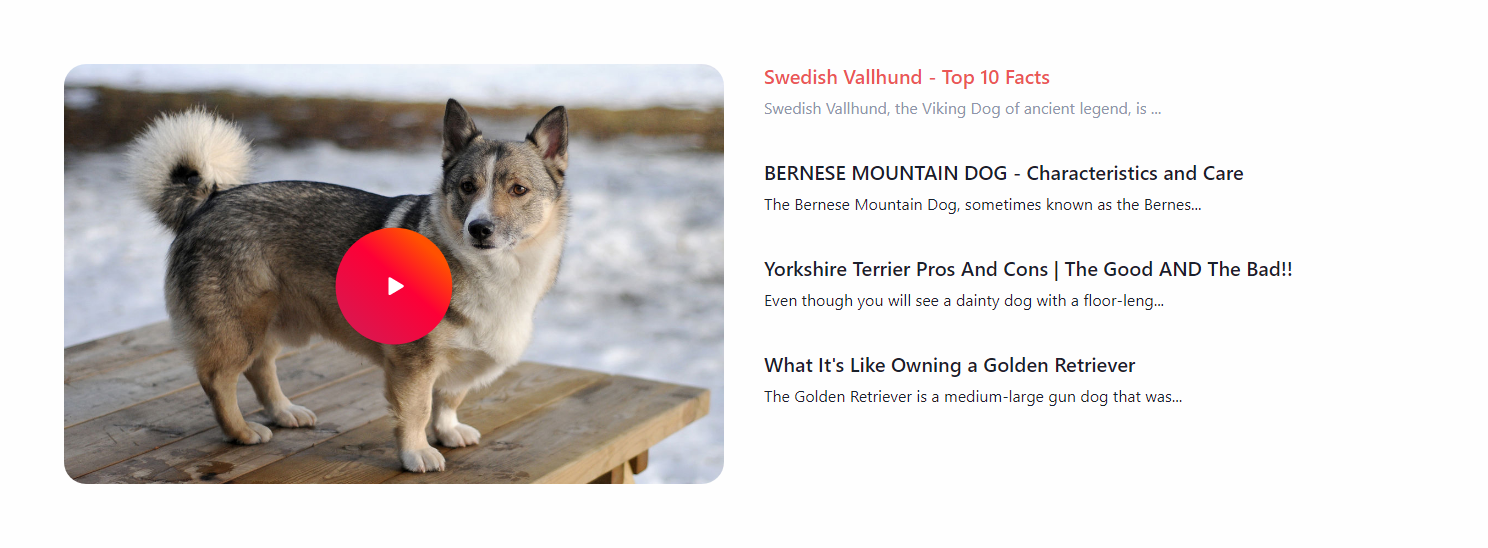 Swedish Vallhund - Top 10 Facts
Swedish Vallhund, the Viking Dog of ancient legend, is ...
BERNESE MOUNTAIN DOG - Characteristics and Care
The Bernese Mountain Dog, sometimes known as the Bernes...
Yorkshire Terrier Pros And Cons | The Good AND The Bad!!
Even though you will see a dainty dog with a floor-leng...
What It's Like Owning a Golden Retriever
The Golden Retriever is a medium-large gun dog that was...